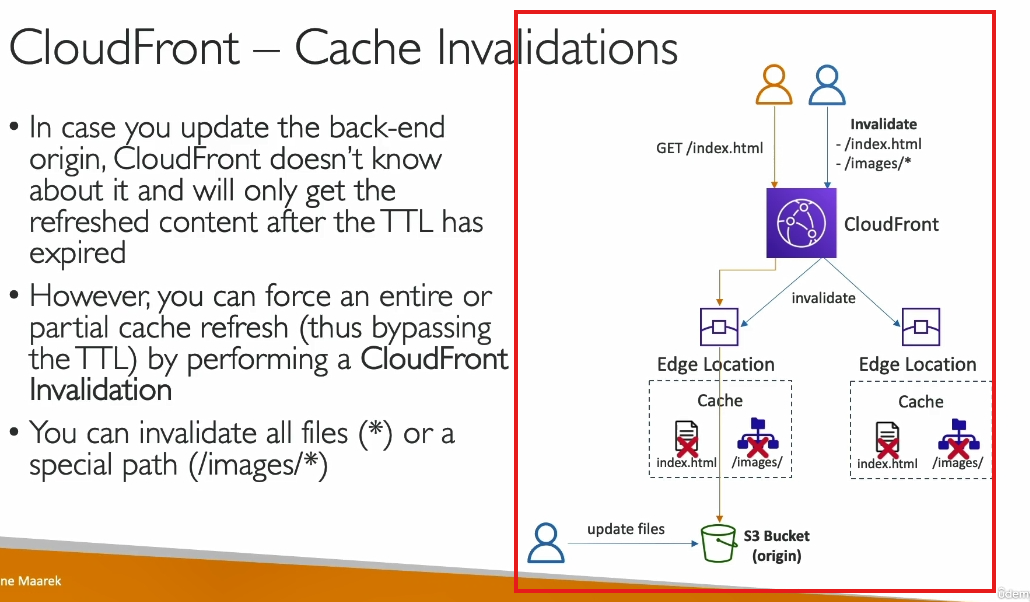 CloudFront – Cache Invalidations
• In case you update the back-end
origin, CloudFront doesn't know
about it and will only get the
refreshed content after the TTL has
expired
• However, you can force an entire or
partial cache refresh (thus bypassing
the TTL) by performing a CloudFront
Invalidation
• You can invalidate all files (*) or a
special path (/images/*)
GET /index.html
Invalidate
- /index.html
- /images/*
CloudFront
invalidate
Edge Location
Cache
index.html
/images/
Edge Location
Cache
index.html
/images/
update files
S3 Bucket
(origin)
ne Maarek